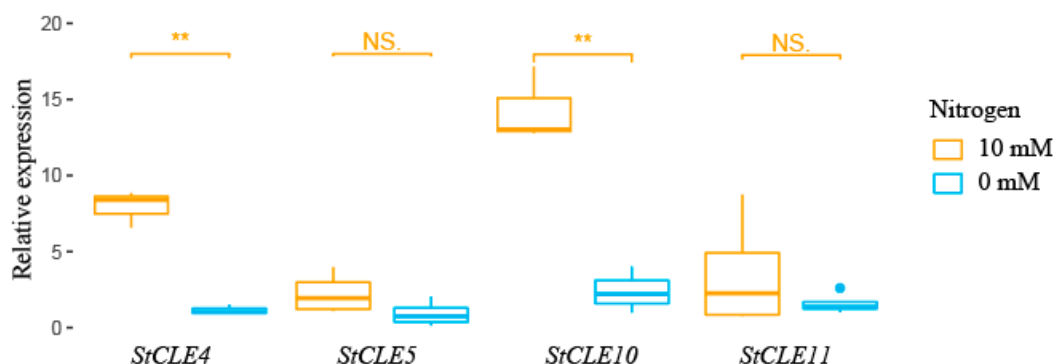 20
** NS. ** NS.
15
10
5
0
Relative expression
StCLE4 StCLE5 StCLE10 StCLE11
Nitrogen
10 mM
0 mM